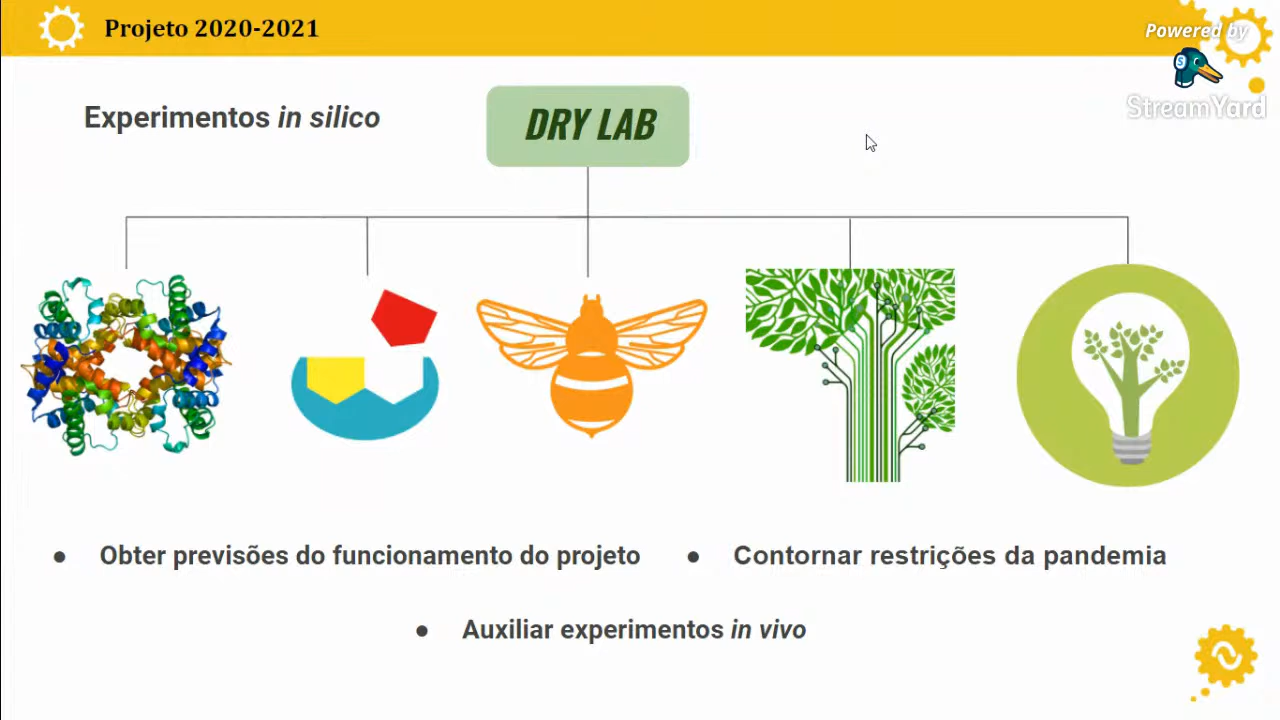 Projeto 2020-2021
Powered by
StreamYard
Experimentos in silico
DRY LAB
S
• Obter previsões do funcionamento do projeto
• Contornar restrições da pandemia
• Auxiliar experimentos in vivo